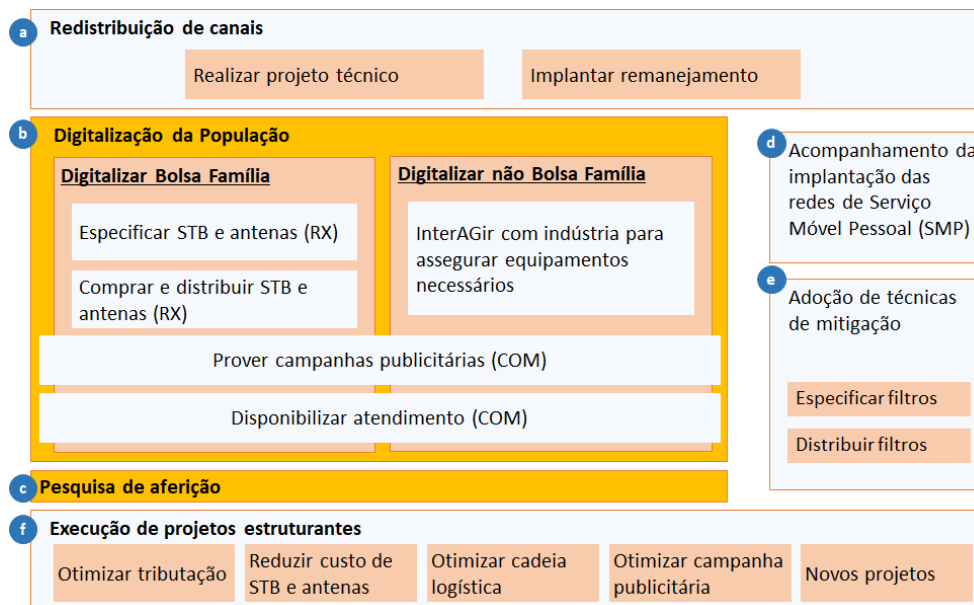 a
Redistribuição de canais
Realizar projeto técnico
Implantar remanejamento
b
Digitalização da População
Digitalizar Bolsa Família
Especificar STB e antenas (RX)
Comprar e distribuir STB e
antenas (RX)
Digitalizar não Bolsa Família
InterAGir com indústria para
assegurar equipamentos
necessários
Prover campanhas publicitárias (COM)
Disponibilizar atendimento (COM)
c
Pesquisa de aferição
d
Acompanhamento da
implantação das
redes de Serviço
Móvel Pessoal (SMP)
e
Adoção de técnicas
de mitigação
Especificar filtros
Distribuir filtros
f
Execução de projetos estruturantes
Otimizar tributação
Reduzir custo de
STB e antenas
Otimizar cadeia
logística
Otimizar campanha
publicitária
Novos projetos